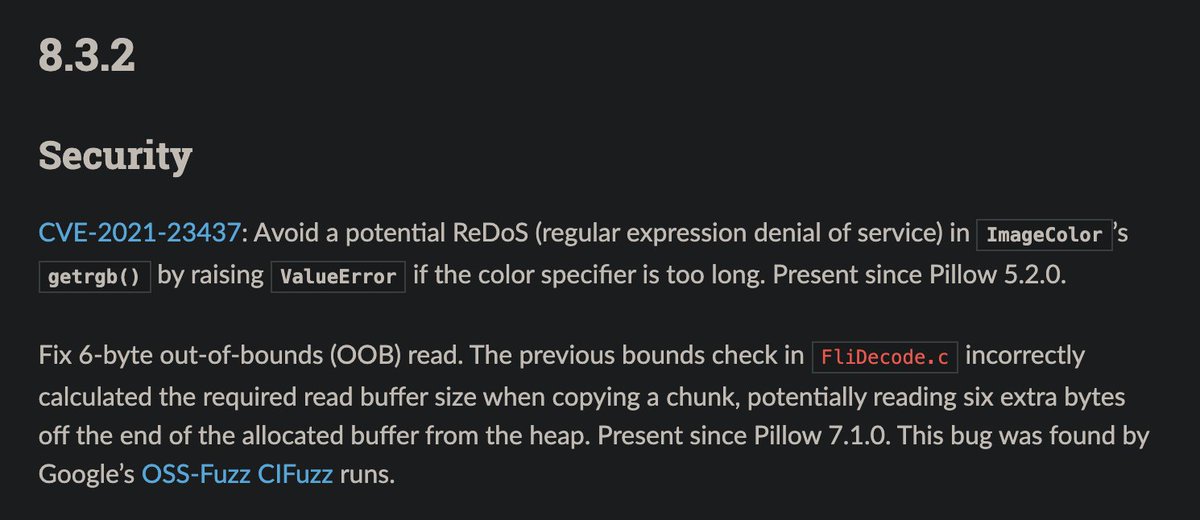 8.3.2
Security
CVE-2021-23437: Avoid a potential ReDoS (regular expression denial of service) in ImageColor's
getrgb() by raising ValueError if the color specifier is too long. Present since Pillow 5.2.0.
Fix 6-byte out-of-bounds (OOB) read. The previous bounds check in FliDecode.c incorrectly
calculated the required read buffer size when copying a chunk, potentially reading six extra bytes
off the end of the allocated buffer from the heap. Present since Pillow 7.1.0. This bug was found by
Google's OSS-Fuzz CIFuzz runs.